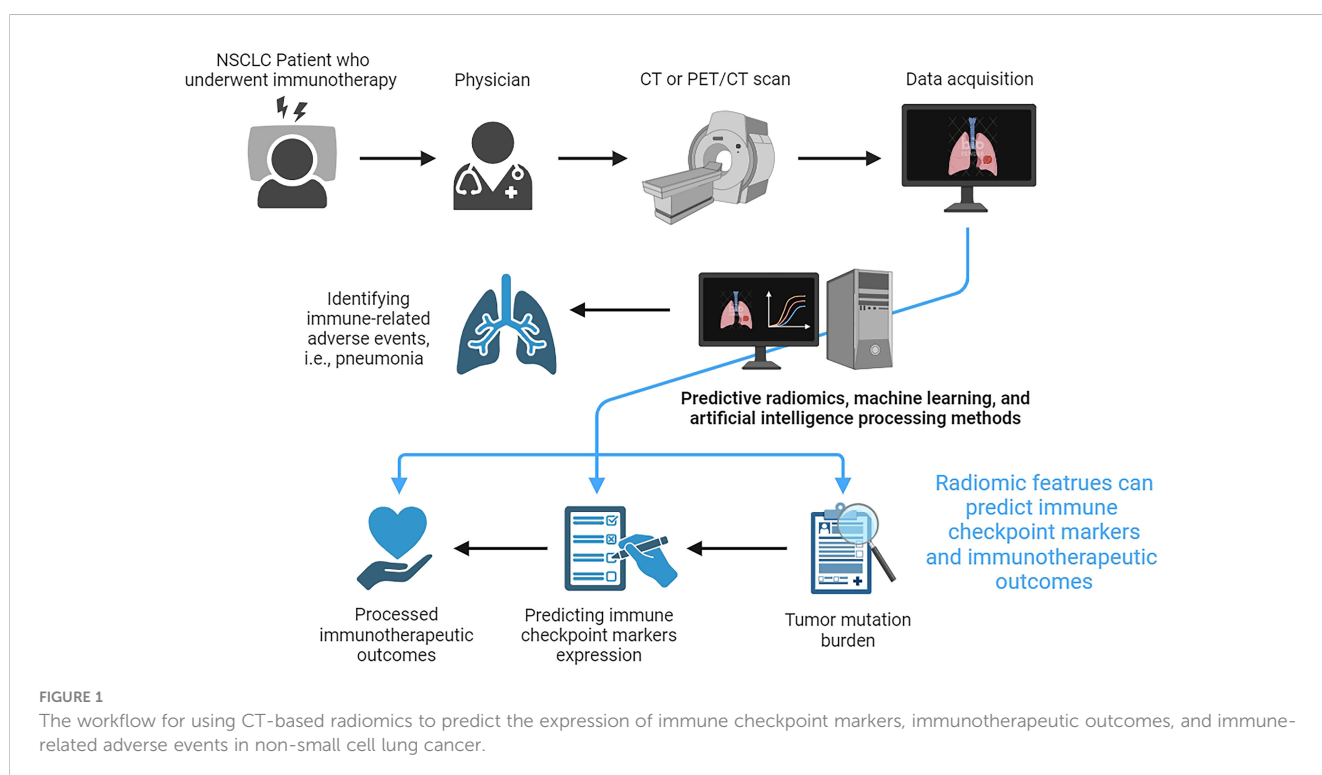 NSCLC Patient who
underwent immunotherapy
Physician
CT or PET/CT scan
Data acquisition
Identifying
immune-related
adverse events,
i.e., pneumonia
Predictive radiomics, machine learning, and
artificial intelligence processing methods
Radiomic featrues can
predict immune
checkpoint markers
and immunotherapeutic
outcomes
Processed
immunotherapeutic
outcomes
Predicting immune
checkpoint markers
expression
Tumor mutation
burden
FIGURE 1
The workflow for using CT-based radiomics to predict the expression of immune checkpoint markers, immunotherapeutic outcomes, and immune-
related adverse events in non-small cell lung cancer.